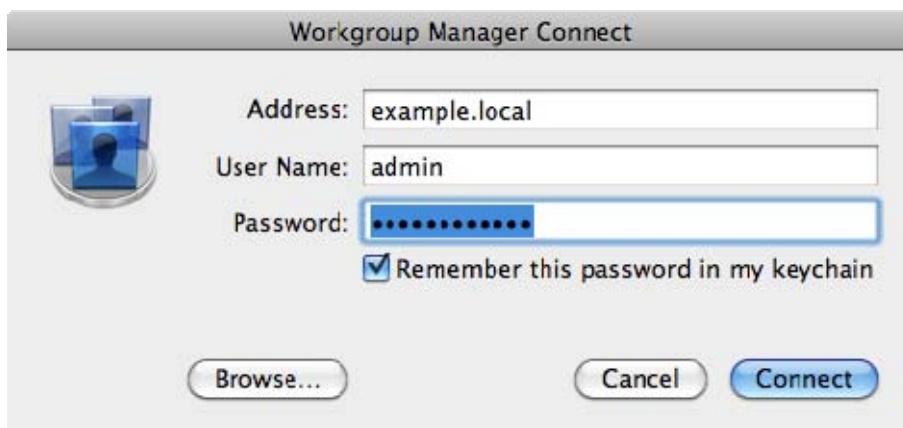 Workgroup Manager Connect
Address: example.local
User Name: admin
Password: ••••••••••••
Remember this password in my keychain
Browse... Cancel Connect